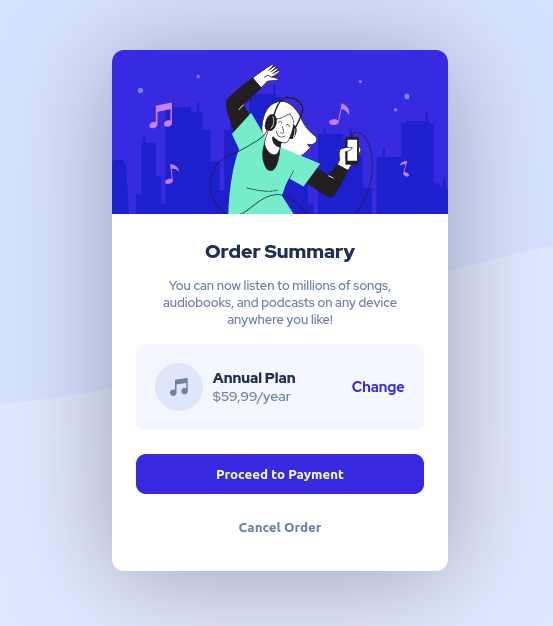 Order Summary
You can now listen to millions of songs,
audiobooks, and podcasts on any device
anywhere you like!
Annual Plan
$59,99/year
Change
Proceed to Payment
Cancel Order